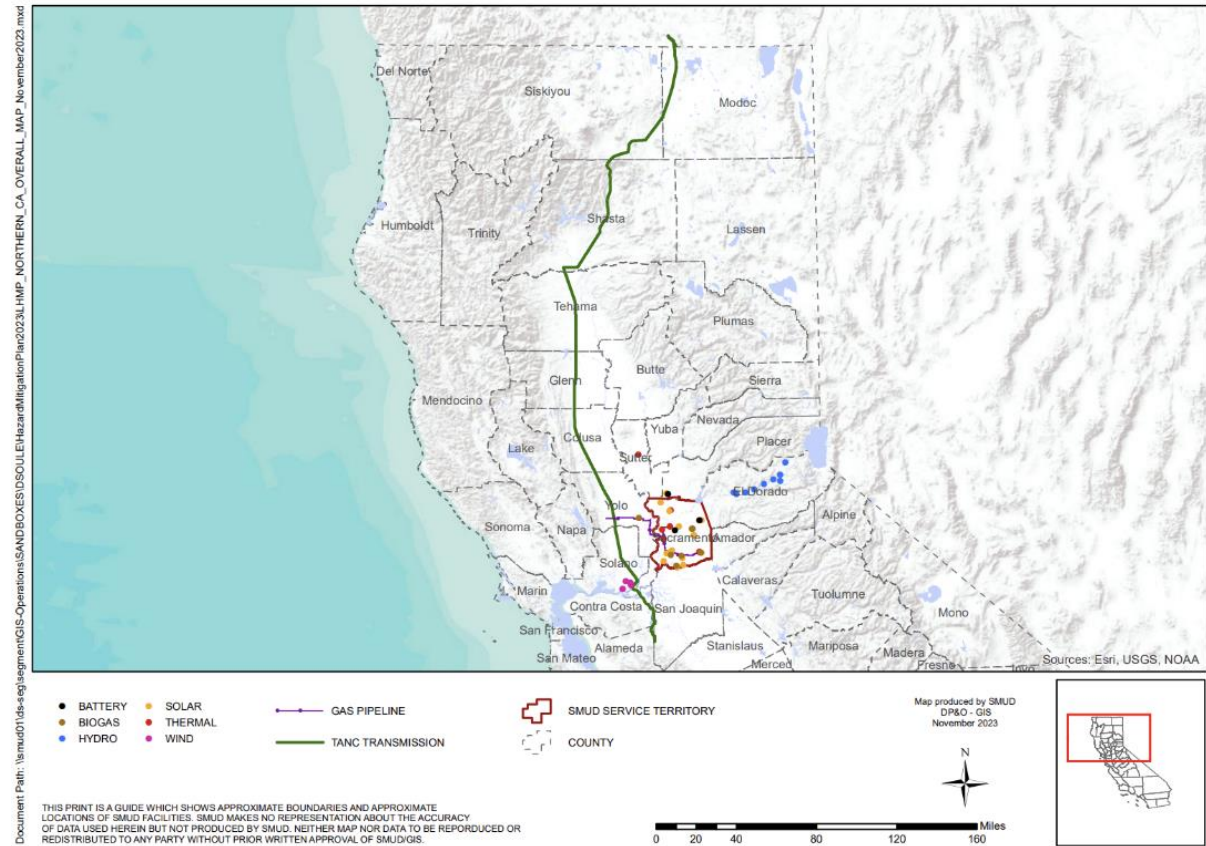 Document Path: \\smud01\ds-seg\segment\GIS-Operations\SANDBOXES\DSOULE\HazardMitigationPlan2023\LHMP_NORTHERN_CA_OVERALL_MAP_November2023.mxd
Del Norte
Siskiyou
Modoc
Humboldt
Trinity
Shasta
Lassen
Tehama
Plumas
Mendocino
Glenn
Butte
Sierra
Lake
Colusa
Yuba
Nevada
Sutter
Placer
Yolo
El Dorado
Sonoma
Napa
Sacramento
Amador
Alpine
Solano
Marin
Calaveras
Contra Costa
San Joaquin
Tuolumne
Mono
San Francisco
Alameda
Stanislaus
Mariposa
San Mateo
Merced
Madera
Fresno
Sources: Esri, USGS, NOAA
BATTERY
BIOGAS
HYDRO
SOLAR
THERMAL
WIND
GAS PIPELINE
TANC TRANSMISSION
SMUD SERVICE TERRITORY
COUNTY
Map produced by SMUD
DP&O - GIS
November 2023
N
Miles
0 20 40 80 120 160
THIS PRINT IS A GUIDE WHICH SHOWS APPROXIMATE BOUNDARIES AND APPROXIMATE
LOCATIONS OF SMUD FACILITIES. SMUD MAKES NO REPRESENTATION ABOUT THE ACCURACY
OF DATA USED HEREIN BUT NOT PRODUCED BY SMUD. NEITHER MAP NOR DATA TO BE REPORDUCED OR
REDISTRIBUTED TO ANY PARTY WITHOUT PRIOR WRITTEN APPROVAL OF SMUD/GIS.